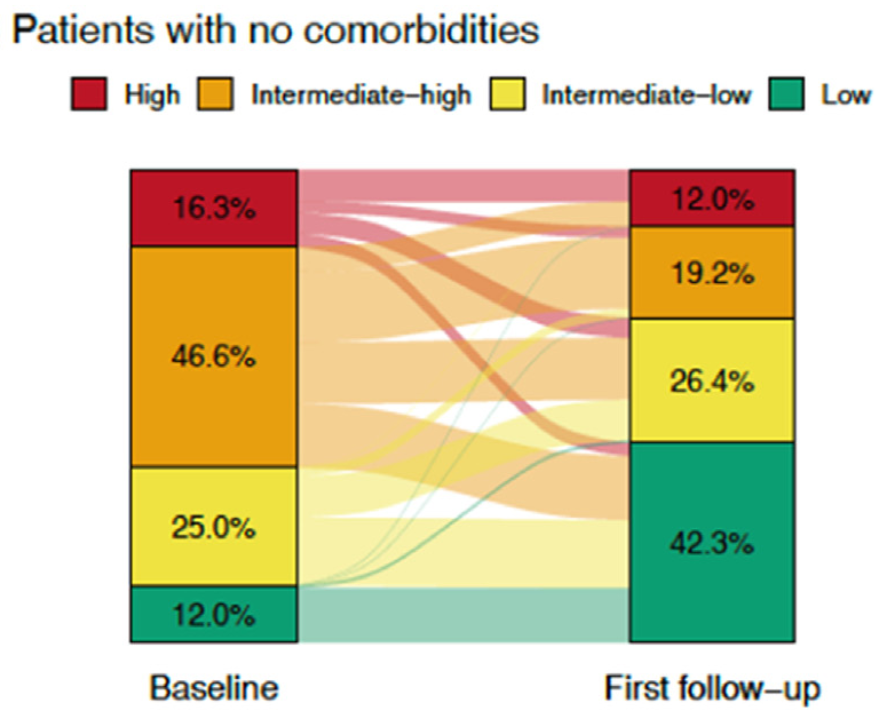 Patients with no comorbidities
High Intermediate–high Intermediate–low Low
16.3% 12.0%
46.6% 19.2%
25.0% 26.4%
12.0% 42.3%
Baseline First follow–up